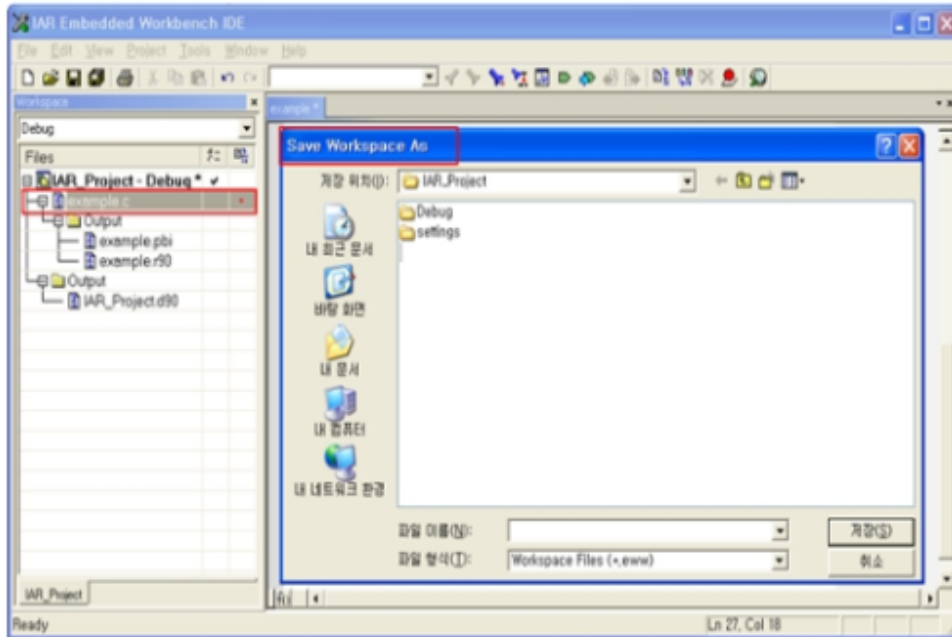 IAR Embedded Workbench IDE
File Edit View Project Tools Window Help
Workspace
example *
Debug
Files
IAR_Project - Debug *
example.c
Output
example.pbi
example.r90
Output
IAR_Project.d90
IAR_Project
Save Workspace As
저장 위치(I):
IAR_Project
Debug
settings
내 최근 문서
바탕 화면
내 문서
내 컴퓨터
내 네트워크 환경
파일 이름(N):
저장(S)
파일 형식(T):
Workspace Files (*.eww)
취소
Ready
Ln 27, Col 18